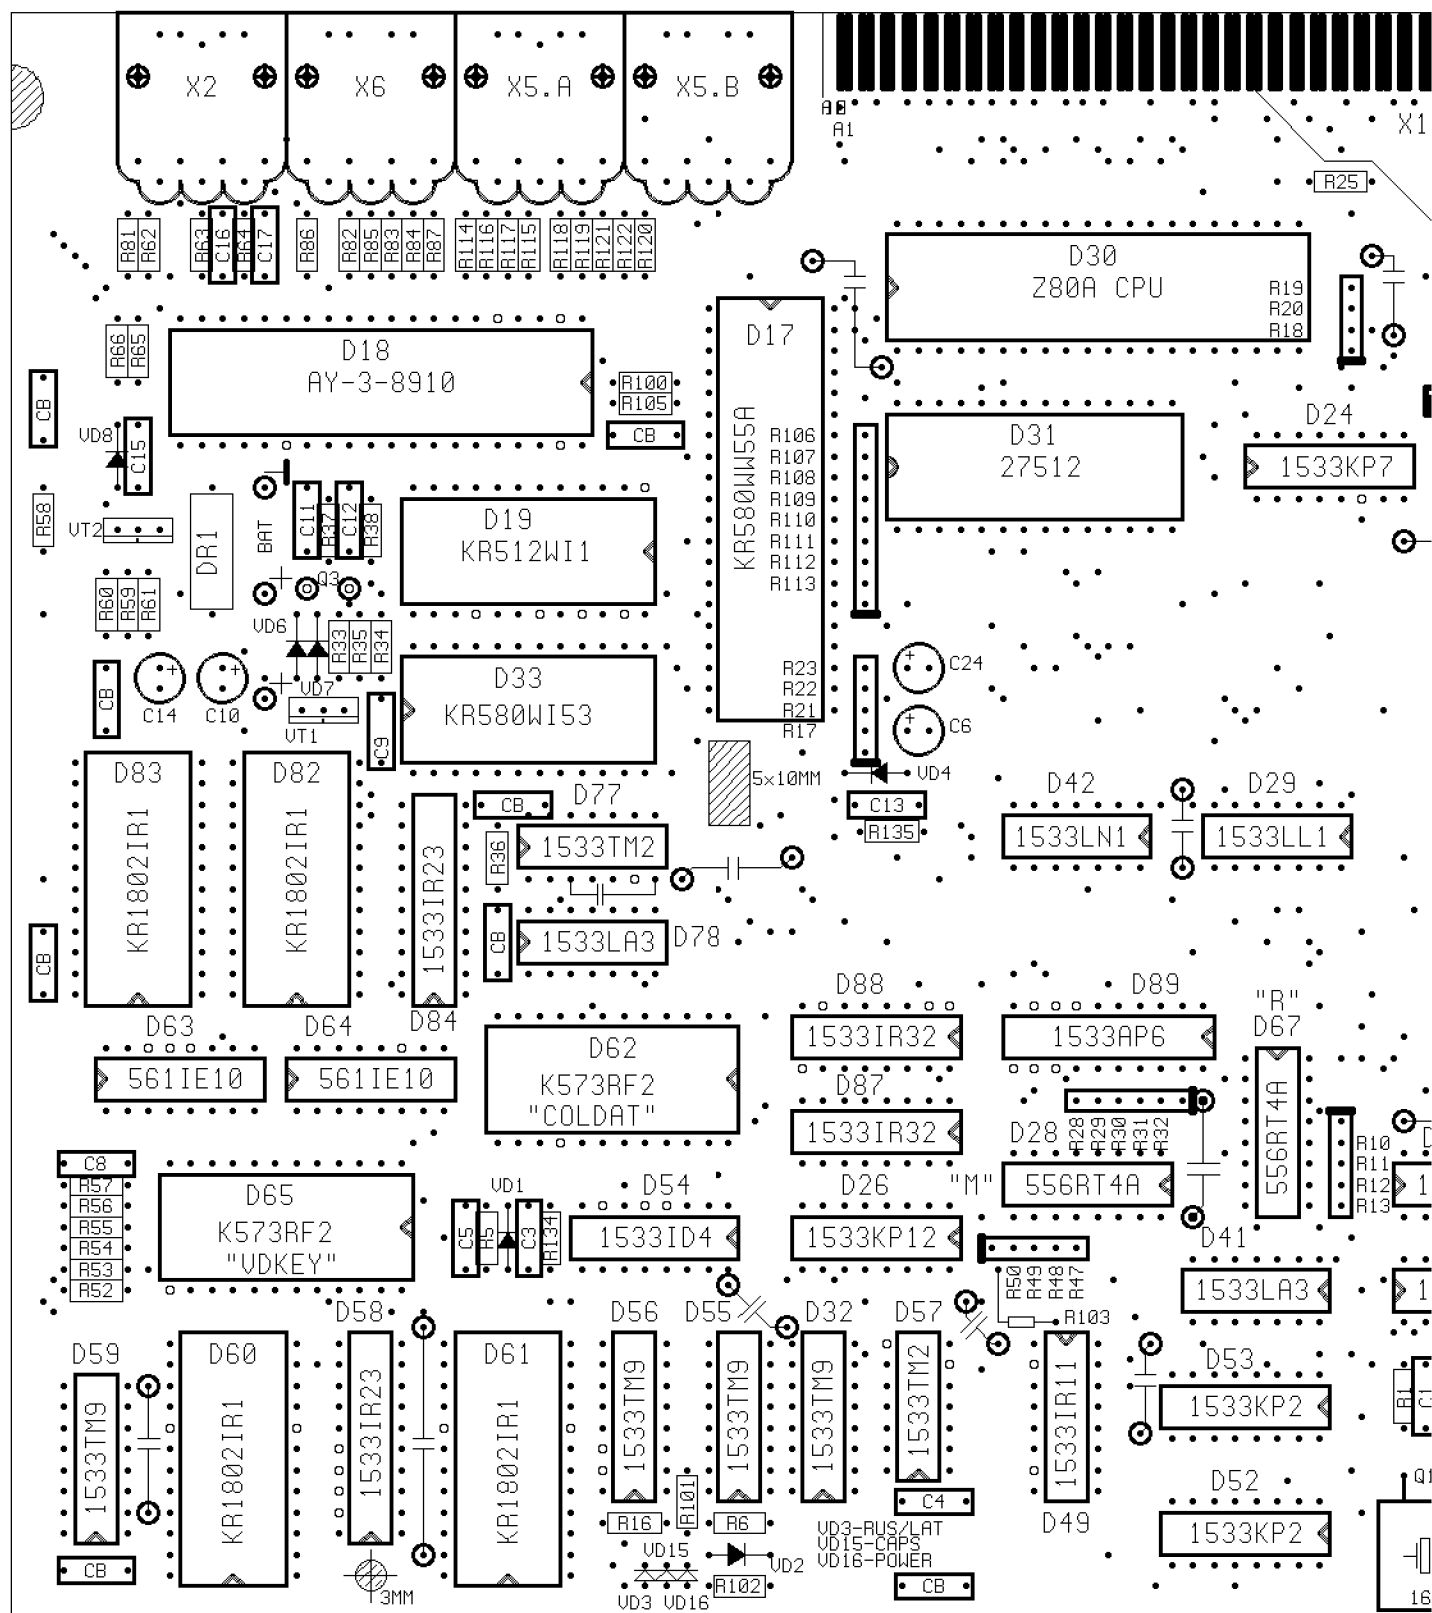 X2
X6
X5.A
X5.B
A1
X1
R25
R81
R62
R63
C16
R64
C17
R86
R82
R85
R83
R84
R87
R114
R116
R117
R115
R118
R119
R121
R122
R120
D30
Z80A CPU
R19
R20
R18
D17
KR580WW55A
R66
R65
D18
AY-3-8910
R100
R105
CB
CB
VD8
C15
R106
R107
R108
R109
R110
R111
R112
R113
D31
27512
D24
1533KP7
R58
VT2
DR1
BAT
C11
R37
C12
R38
Q3
D19
KR512WI1
R60
R59
R61
VD6
R33
R35
R34
CB
C14
C10
VD7
VT1
C9
D33
KR580WI53
R23
R22
R21
R17
C24
C6
5x10MM
VD4
C13
R135
D42
1533LN1
D29
1533LL1
D83
KR1802IR1
D82
KR1802IR1
1533IR23
D84
CB
D77
1533TM2
R36
CB
1533LA3
D78
CB
D63
561IE10
D64
561IE10
D62
K573RF2
"COLDAT"
D88
1533IR32
D87
1533IR32
D89
1533AP6
"R"
D67
556RT4A
R28
R29
R30
R31
R32
R10
R11
R12
R13
D28
"M"
556RT4A
C8
R57
R56
R55
R54
R53
R52
D65
K573RF2
"VDKEY"
VD1
C5
R5
C3
R134
D54
1533ID4
D26
1533KP12
R50
R49
R48
R47
R103
D41
1533LA3
D59
1533TM9
D60
KR1802IR1
D58
1533IR23
D61
KR1802IR1
D56
1533TM9
D55
1533TM9
D32
1533TM9
D57
1533TM2
1533IR11
D49
D53
1533KP2
D52
1533KP2
R1
C1
Q1
16
CB
3MM
R16
R101
R6
C4
VD15
VD2
VD3
VD16
R102
VD3-RUS/LAT
VD15-CAPS
VD16-POWER
CB